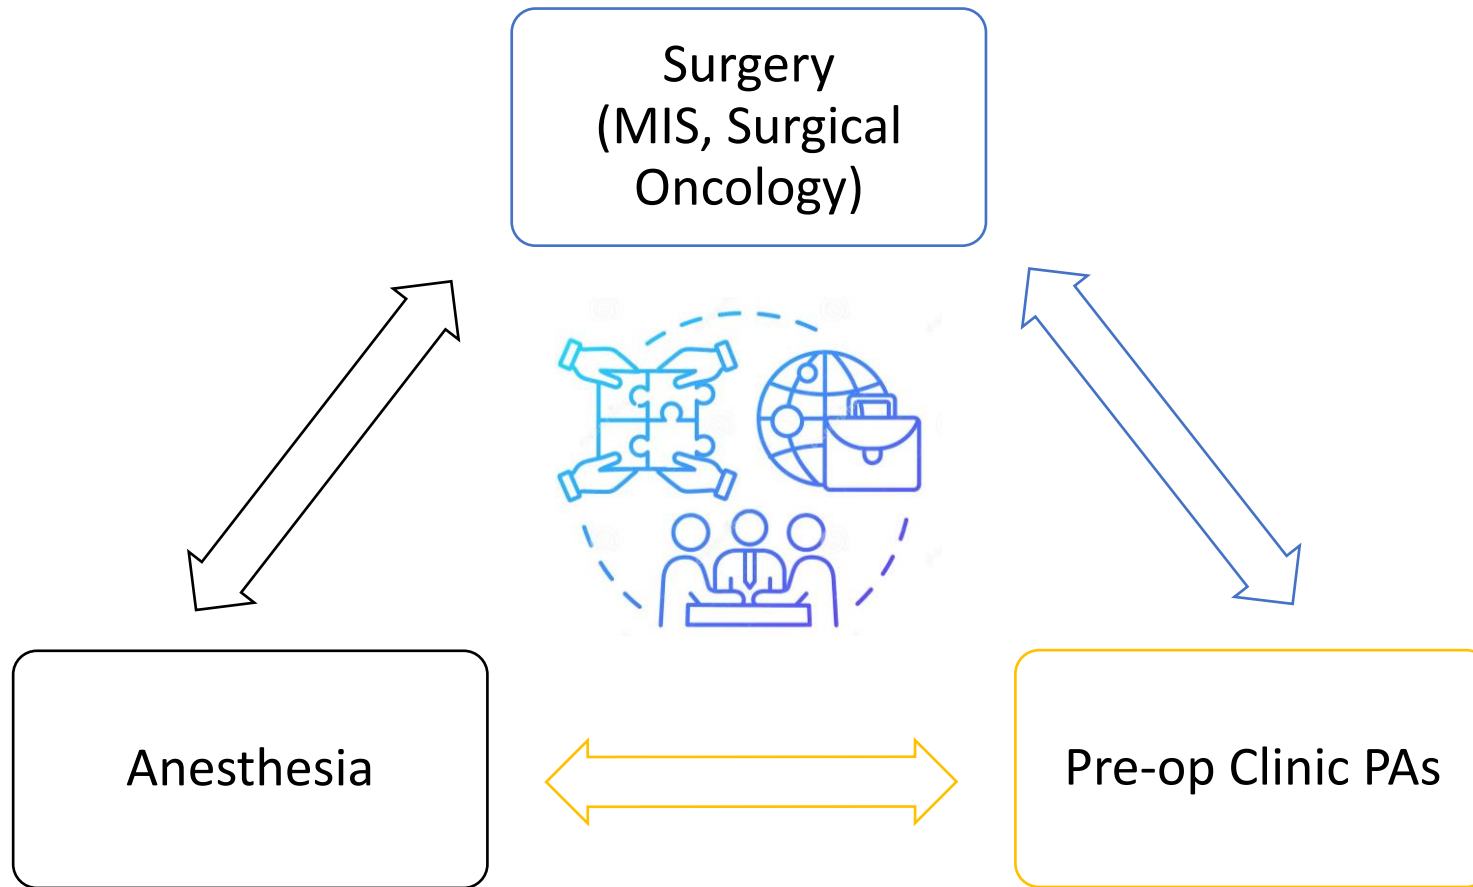 Surgery
(MIS, Surgical
Oncology)
Anesthesia
Pre-op Clinic PAs